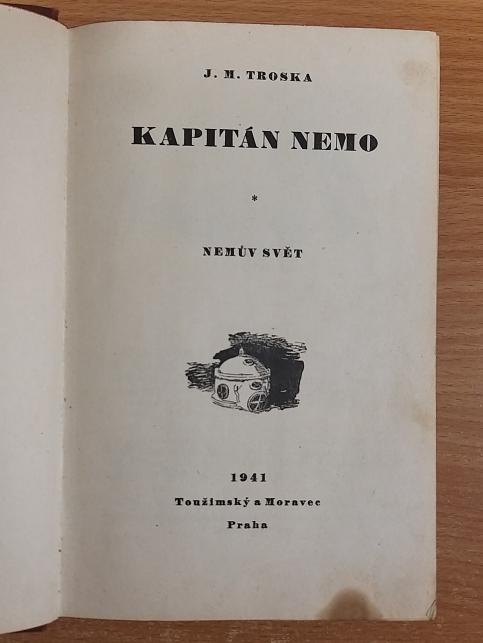 J. M. TROSKA
KAPITÁN NEMO
*
NEMŮV SVĚT
1941
Toužimský a Moravec
Praha